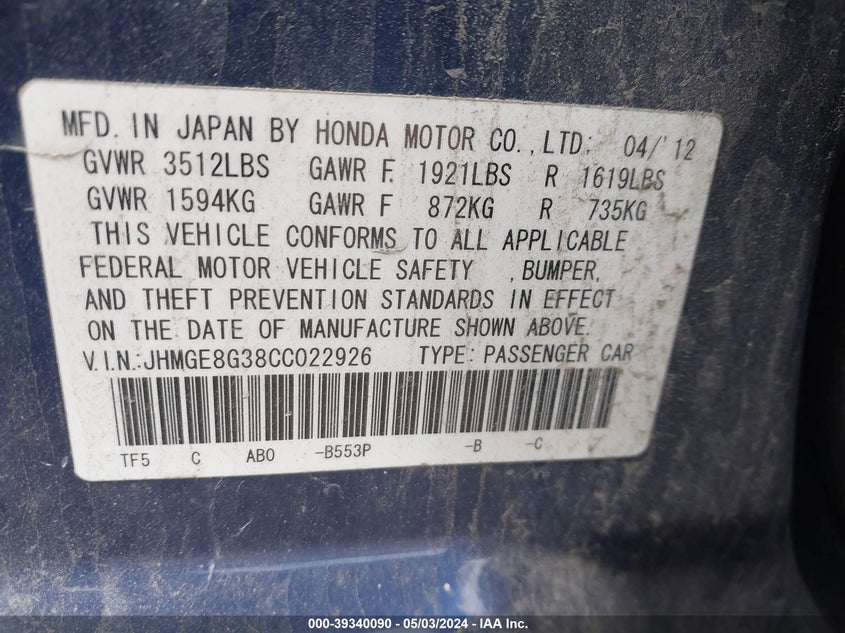 MFD. IN JAPAN BY HONDA MOTOR CO., LTD; 04/'12
GVWR 3512LBS GAWR F. 1921LBS R 1619LBS
GVWR 1594KG GAWR F 872KG R 735KG
THIS VEHICLE CONFORMS TO ALL APPLICABLE
FEDERAL MOTOR VEHICLE SAFETY , BUMPER,
AND THEFT PREVENTION STANDARDS IN EFFECT
ON THE DATE OF MANUFACTURE SHOWN ABOVE.
V.I.N.:JHMGE8G38CC022926 TYPE: PASSENGER CAR
TF5 C AB0 -B553P -B -C
000-39340090 - 05/03/2024 - IAA Inc.